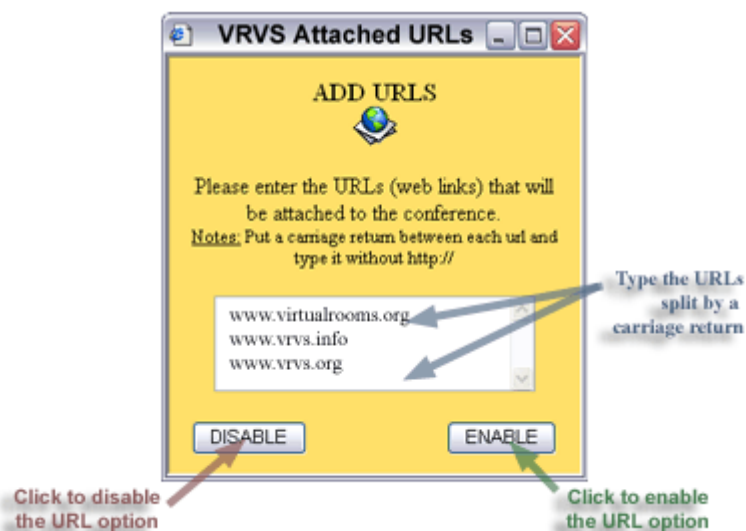 VRVS Attached URLs
ADD URLS
Please enter the URLs (web links) that will
be attached to the conference.
Notes: Put a carriage return between each url and
type it without http://
Type the URLs
split by a
carriage return
www.virtualrooms.org
www.vrvs.info
www.vrvs.org
DISABLE
ENABLE
Click to disable
the URL option
Click to enable
the URL option